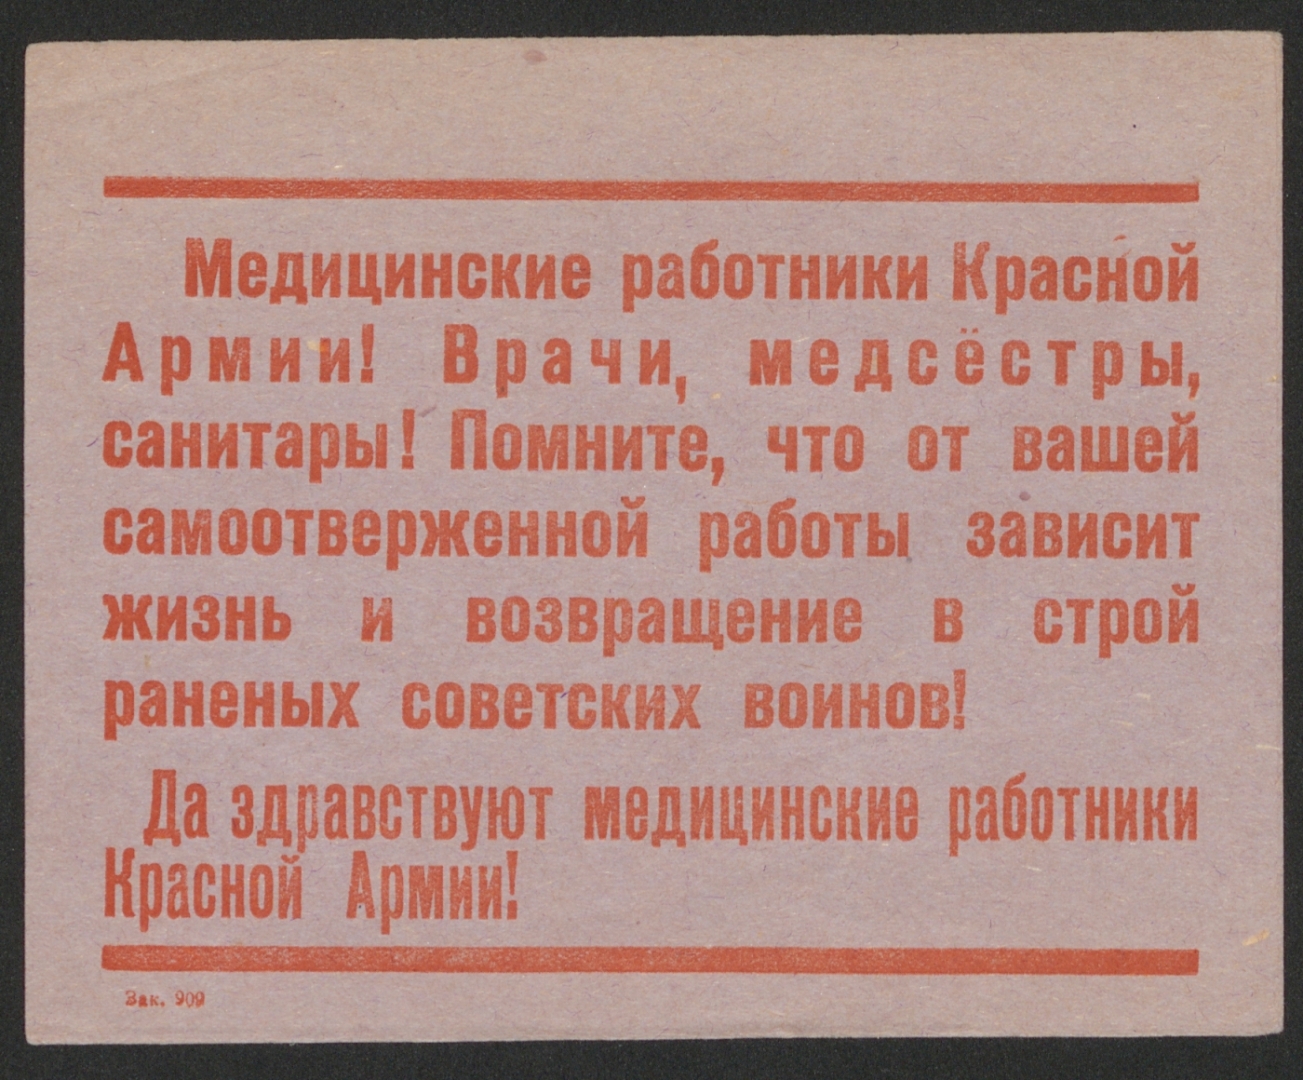 Медицинские работники Красной
Армии! Врачи, медсёстры,
санитары! Помните, что от вашей
самоотверженной работы зависит
жизнь и возвращение в строй
раненых советских воинов!
Да здравствуют медицинские работники
Красной Армии!
Зак. 909